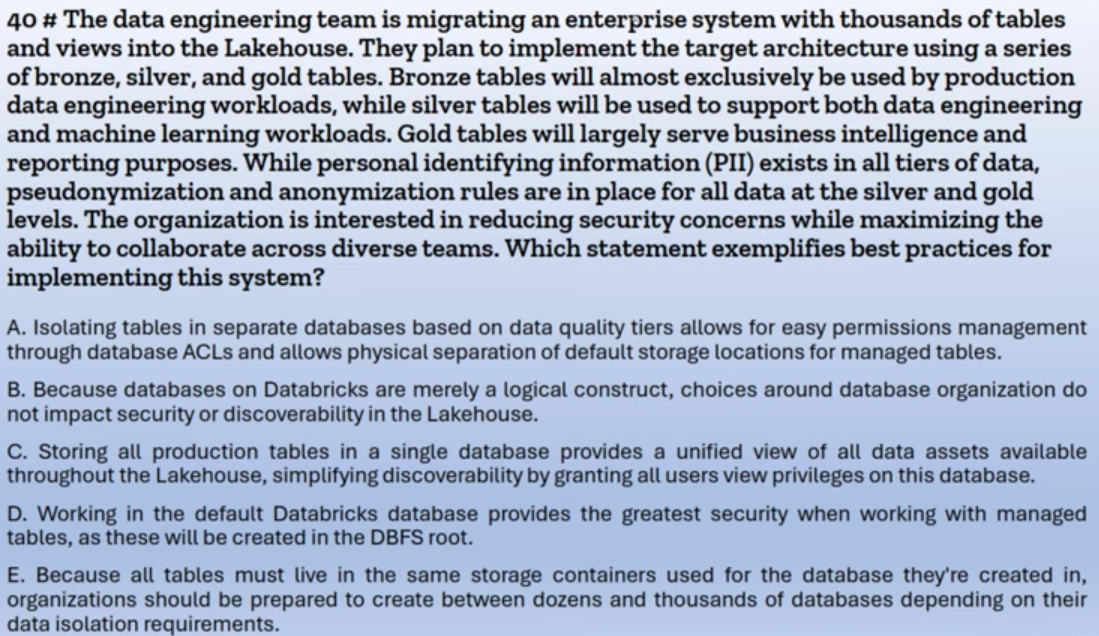 40 # The data engineering team is migrating an enterprise system with thousands of tables
and views into the Lakehouse. They plan to implement the target architecture using a series
of bronze, silver, and gold tables. Bronze tables will almost exclusively be used by production
data engineering workloads, while silver tables will be used to support both data engineering
and machine learning workloads. Gold tables will largely serve business intelligence and
reporting purposes. While personal identifying information (PII) exists in all tiers of data,
pseudonymization and anonymization rules are in place for all data at the silver and gold
levels. The organization is interested in reducing security concerns while maximizing the
ability to collaborate across diverse teams. Which statement exemplifies best practices for
implementing this system?
A. Isolating tables in separate databases based on data quality tiers allows for easy permissions management
through database ACLs and allows physical separation of default storage locations for managed tables.
B. Because databases on Databricks are merely a logical construct, choices around database organization do
not impact security or discoverability in the Lakehouse.
C. Storing all production tables in a single database provides a unified view of all data assets available
throughout the Lakehouse, simplifying discoverability by granting all users view privileges on this database.
D. Working in the default Databricks database provides the greatest security when working with managed
tables, as these will be created in the DBFS root.
E. Because all tables must live in the same storage containers used for the database they're created in,
organizations should be prepared to create between dozens and thousands of databases depending on their
data isolation requirements.